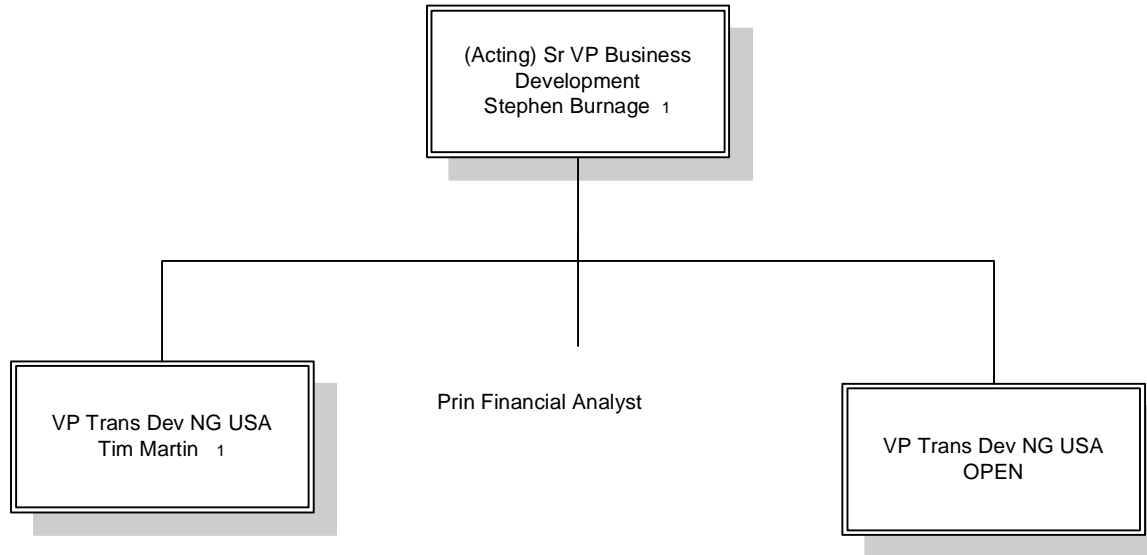 (Acting) Sr VP Business
Development
Stephen Burnage 1
VP Trans Dev NG USA
Tim Martin 1
Prin Financial Analyst
VP Trans Dev NG USA
OPEN